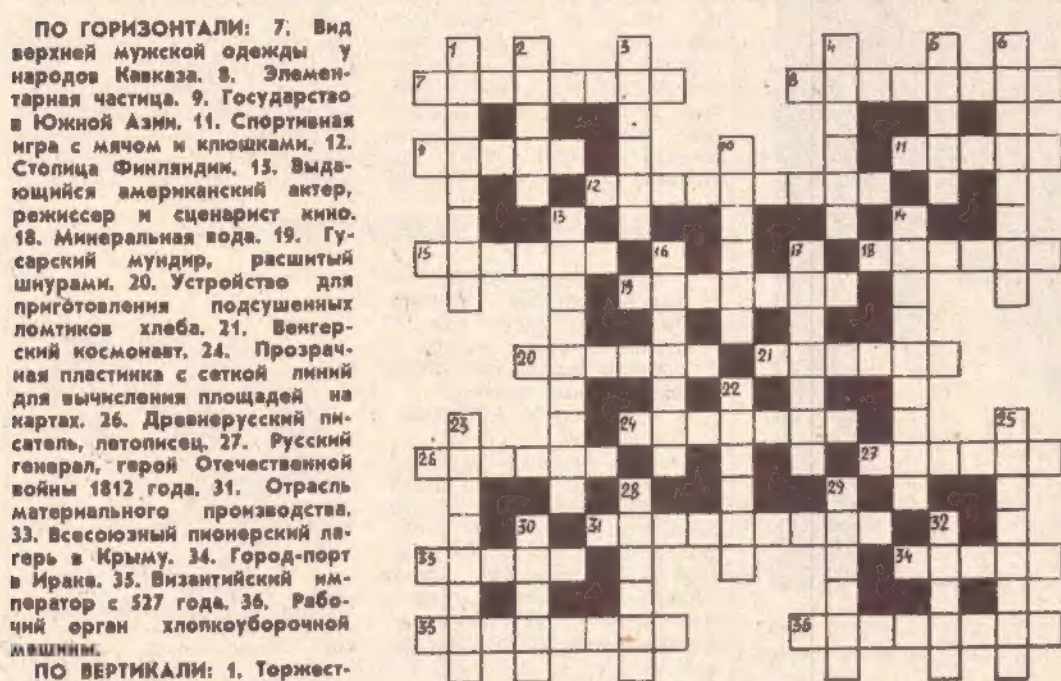 ПО ГОРИЗОНТАЛИ: 7. Вид
верхней мужской одежды у
народов Кавказа. 8. Элемен-
тарная частица. 9. Государство
в Южной Азии. 11. Спортивная
игра с мячом и клюшками. 12.
Столица Финляндии. 15. Выда-
ющийся американский актер,
режиссер и сценарист кино.
18. Минеральная вода. 19. Гу-
сарский мундир, расшитый
шнурами. 20. Устройство для
приготовления подсушенных
ломтиков хлеба. 21. Венгер-
ский космонавт. 24. Прозрач-
ная пластинка с сеткой линий
для вычисления площадей на
картах. 26. Древнерусский пи-
сатель, летописец. 27. Русский
генерал, герой Отечественной
войны 1812 года. 31. Отрасль
материального производства.
33. Всесоюзный пионерский ла-
герь в Крыму. 34. Город-порт
в Ираке. 35. Византийский им-
ператор с 527 года. 36. Рабо-
чий орган хлопкоуборочной
машины.
ПО ВЕРТИКАЛИ: 1. Торжест-
1 2 3 4 5 6
7 8
9 10 11
12
13 14
15 16 17 18
19
20 21
22
23 24 25
26 27
28 29
30 31 32
33 34
35 36